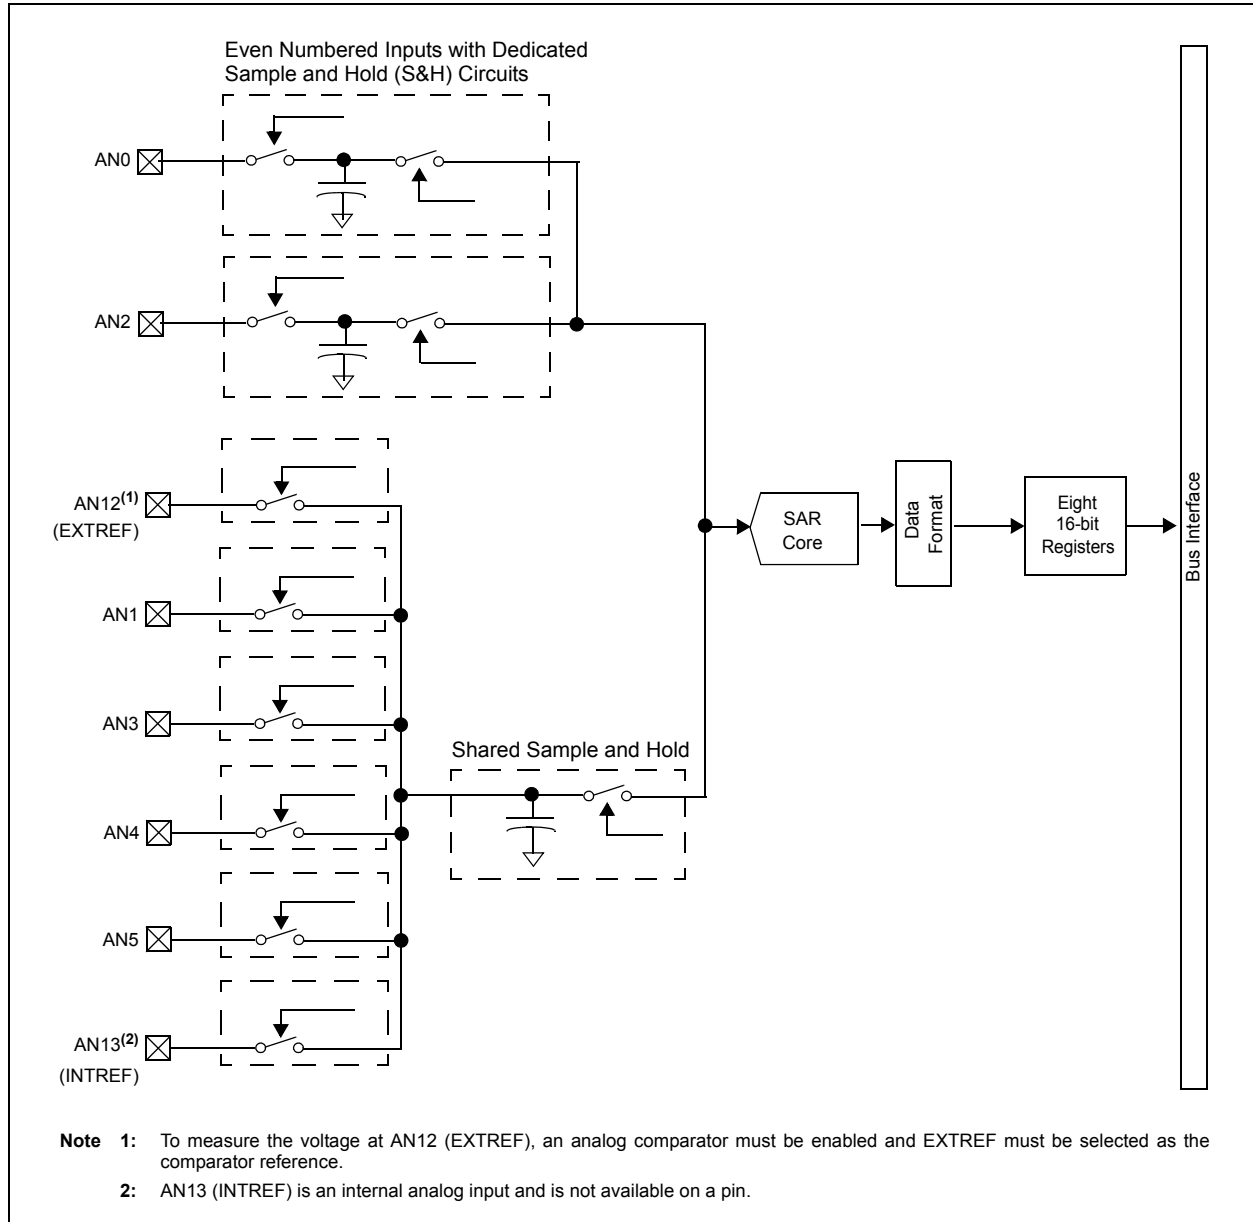 Even Numbered Inputs with Dedicated
Sample and Hold (S&H) Circuits
AN0
AN2
AN12(1)
(EXTREF)
AN1
AN3
AN4
AN5
AN13(2)
(INTREF)
Shared Sample and Hold
SAR
Core
Data
Format
Eight
16-bit
Registers
Bus Interface
Note 1: To measure the voltage at AN12 (EXTREF), an analog comparator must be enabled and EXTREF must be selected as the
comparator reference.
2: AN13 (INTREF) is an internal analog input and is not available on a pin.